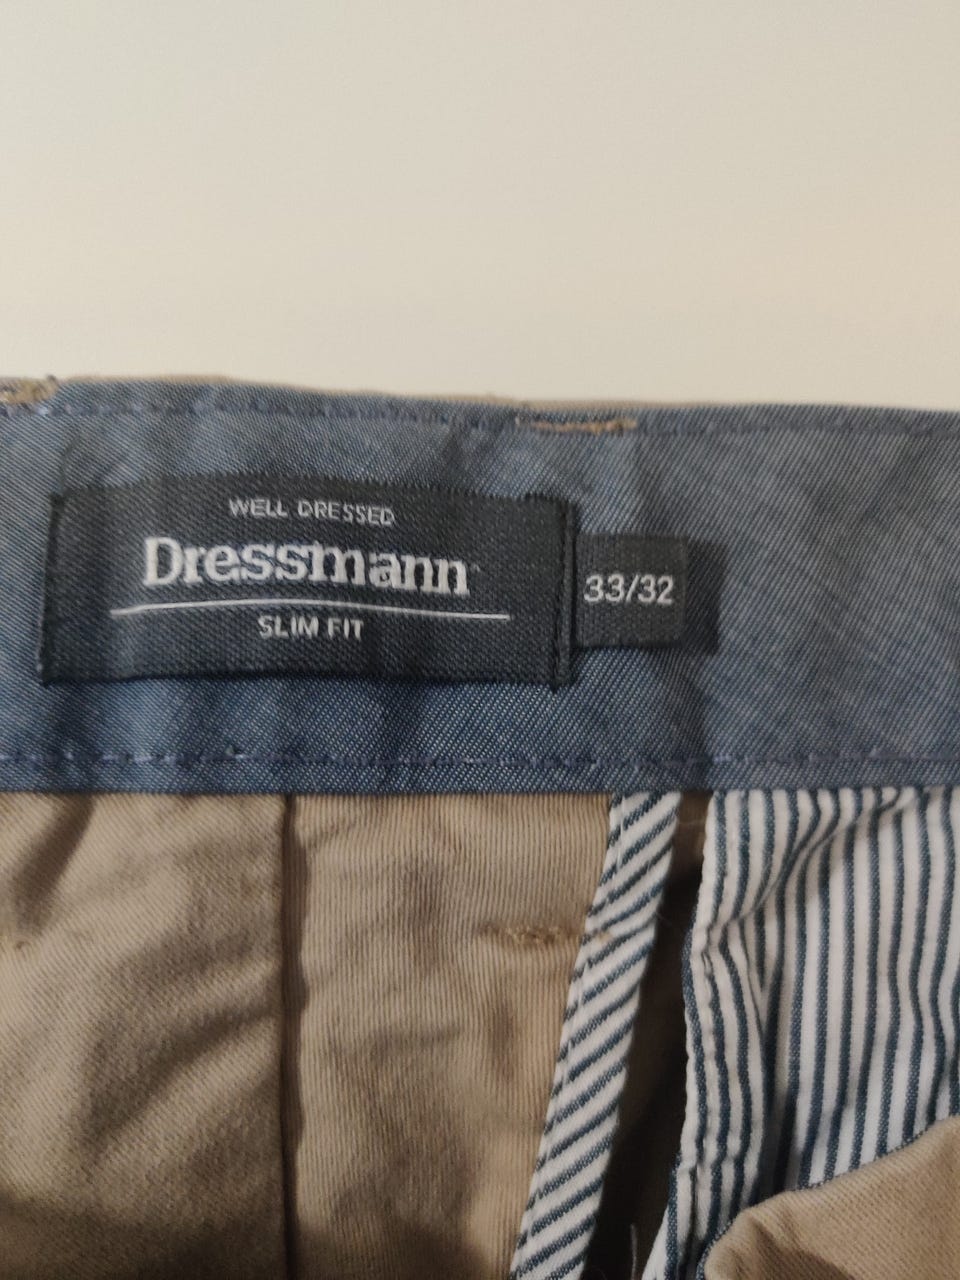 WELL DRESSED
Dressmann
SLIM FIT
33/32